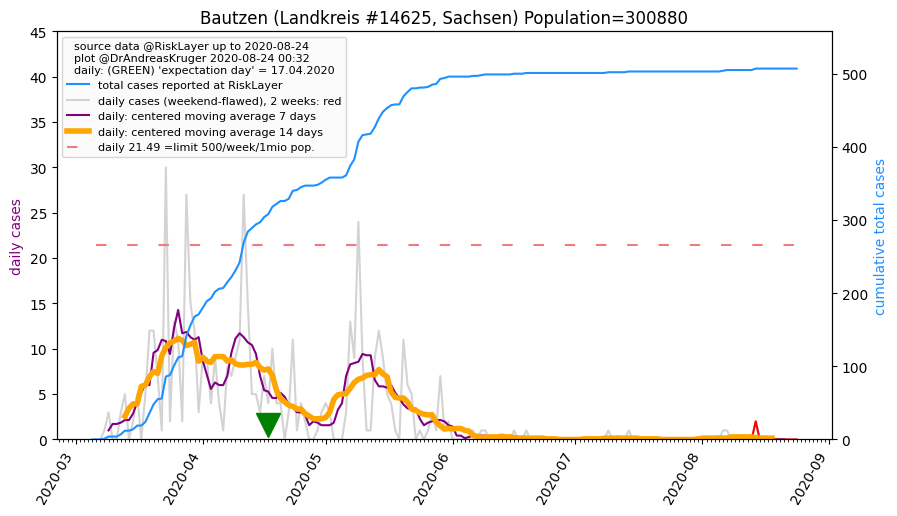 Bautzen (Landkreis #14625, Sachsen) Population=300880
source data @RiskLayer up to 2020-08-24
plot @DrAndreasKruger 2020-08-24 00:32
daily: (GREEN) 'expectation day' = 17.04.2020
total cases reported at RiskLayer
daily cases (weekend-flawed), 2 weeks: red
daily: centered moving average 7 days
daily: centered moving average 14 days
daily 21.49 =limit 500/week/1mio pop.
daily cases
45
40
35
30
25
20
15
10
5
0
cumulative total cases
500
400
300
200
100
0
2020-03
2020-04
2020-05
2020-06
2020-07
2020-08
2020-09